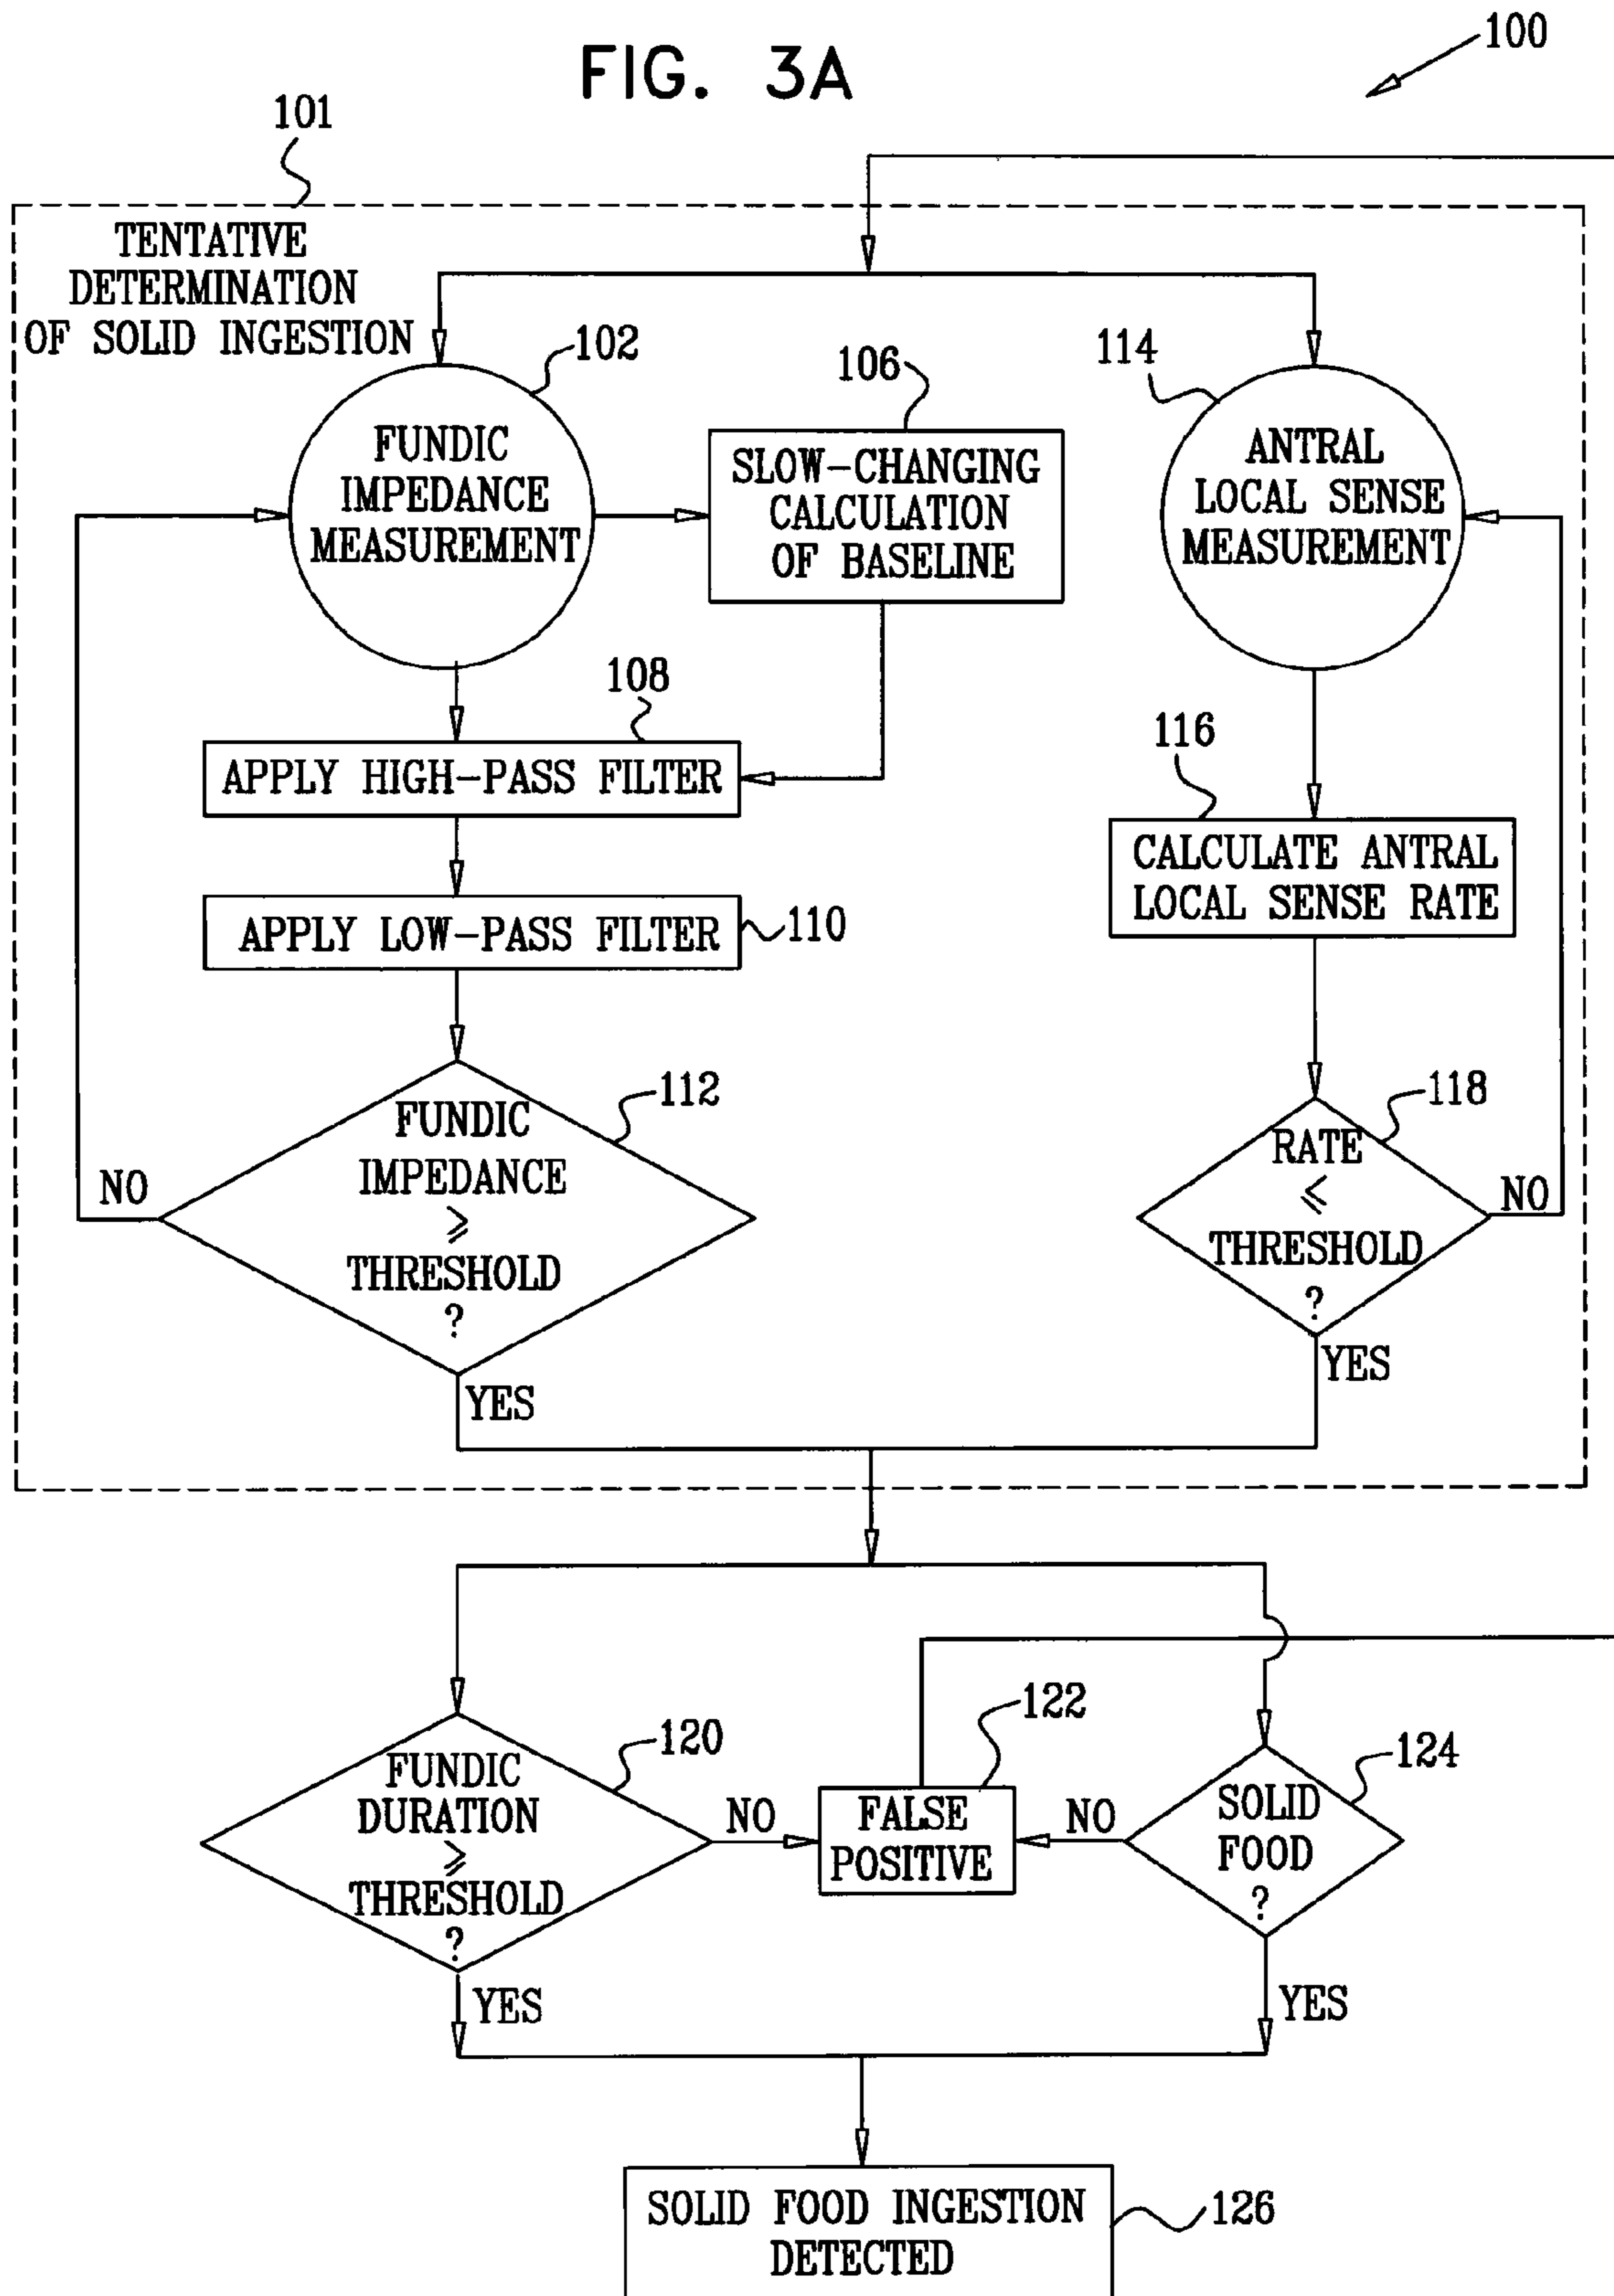 FIG. 3A
100
101
TENTATIVE
DETERMINATION
OF SOLID INGESTION
102
FUNDIC
IMPEDANCE
MEASUREMENT
106
SLOW-CHANGING
CALCULATION
OF BASELINE
114
ANTRAL
LOCAL SENSE
MEASUREMENT
108
APPLY HIGH-PASS FILTER
116
CALCULATE ANTRAL
LOCAL SENSE RATE
APPLY LOW-PASS FILTER
110
112
FUNDIC
IMPEDANCE
⩾
THRESHOLD
?
NO
YES
118
RATE
⩽
THRESHOLD
?
NO
YES
120
FUNDIC
DURATION
⩾
THRESHOLD
?
NO
YES
122
FALSE
POSITIVE
124
SOLID
FOOD
?
NO
YES
SOLID FOOD INGESTION
DETECTED
126